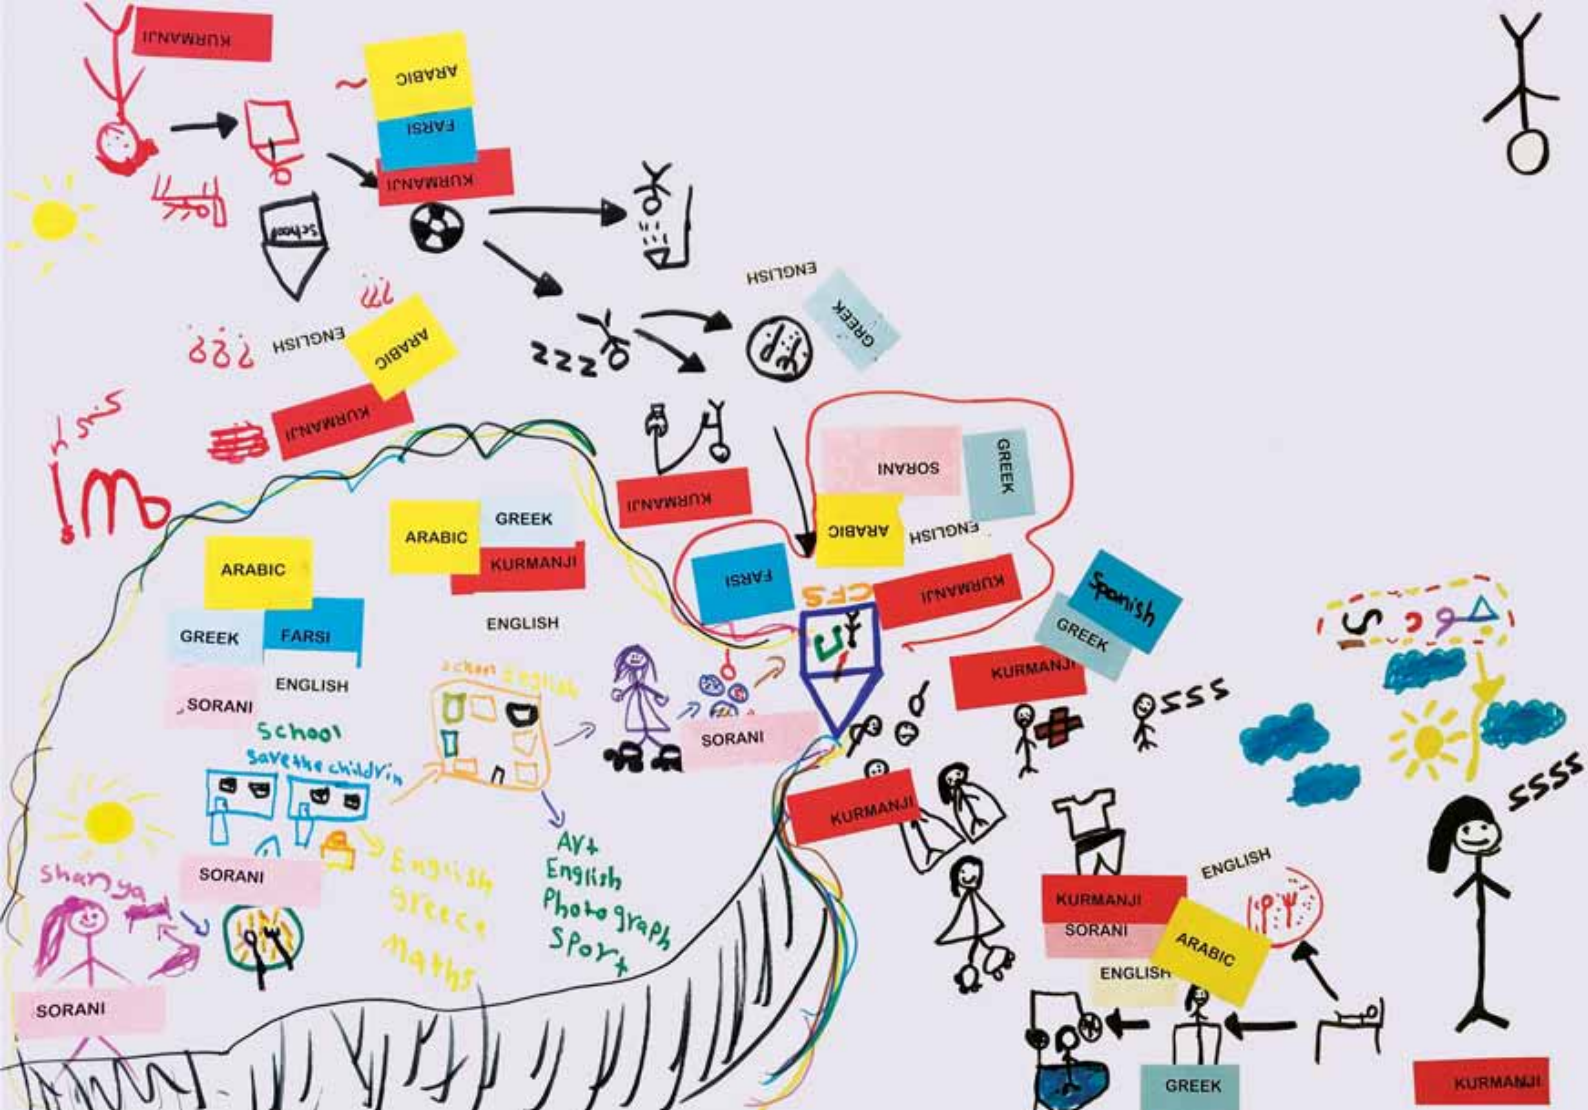 KURMANJI
ARABIC
FARSI
KURMANJI
School
ENGLISH
GREEK
zzz
ENGLISH
ARABIC
KURMANJI
KURMANJI
SORANI
GREEK
ARABIC
ENGLISH
FARSI
KURMANJI
CFS
ARABIC
GREEK
KURMANJI
ENGLISH
ARABIC
GREEK
FARSI
SORANI
ENGLISH
School
Save the childrin
School English
SORANI
Spanish
GREEK
KURMANJI
SSS
KURMANJI
SSSS
Art
English
Photograph
Sport
English
greece
maths
SORANI
shanya
SORANI
ENGLISH
KURMANJI
SORANI
ARABIC
ENGLISH
GREEK
KURMANJI